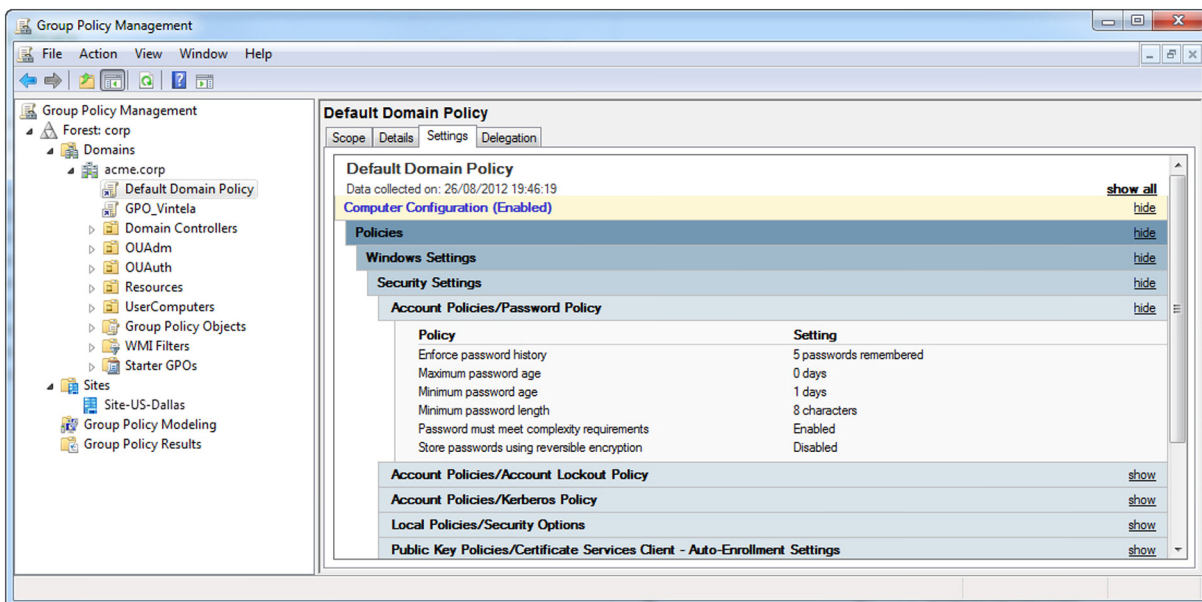 Group Policy Management
File Action View Window Help
Group Policy Management
Forest: corp
Domains
acme.corp
Default Domain Policy
GPO_Vintela
Domain Controllers
OUAdm
OUAuth
Resources
UserComputers
Group Policy Objects
WMI Filters
Starter GPOs
Sites
Site-US-Dallas
Group Policy Modeling
Group Policy Results
Default Domain Policy
Scope Details Settings Delegation
Default Domain Policy
Data collected on: 26/08/2012 19:46:19 show all
Computer Configuration (Enabled) hide
Policies hide
Windows Settings hide
Security Settings hide
Account Policies/Password Policy hide
Policy Setting
Enforce password history 5 passwords remembered
Maximum password age 0 days
Minimum password age 1 days
Minimum password length 8 characters
Password must meet complexity requirements Enabled
Store passwords using reversible encryption Disabled
Account Policies/Account Lockout Policy show
Account Policies/Kerberos Policy show
Local Policies/Security Options show
Public Key Policies/Certificate Services Client - Auto-Enrollment Settings show